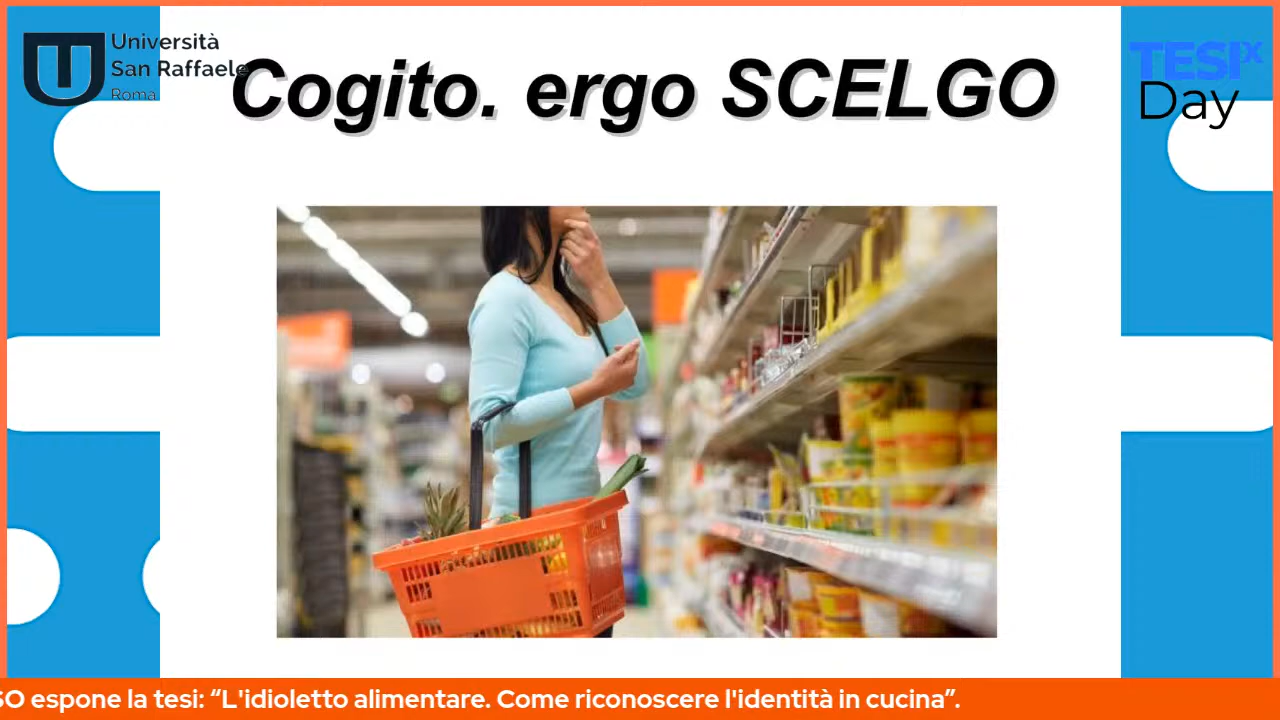 Università
San Raffaele
Roma
Cogito. ergo SCELGO
TESIx
Day
SO espone la tesi: “L'idioletto alimentare. Come riconoscere l'identità in cucina”.